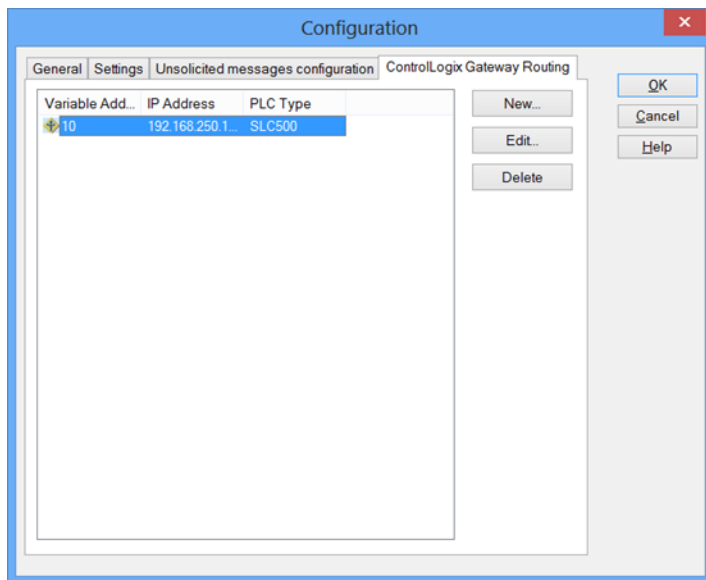 Configuration
General Settings Unsolicited messages configuration ControlLogix Gateway Routing
Variable Add... IP Address PLC Type
10 192.168.250.1... SLC500
New...
Edit...
Delete
OK
Cancel
Help